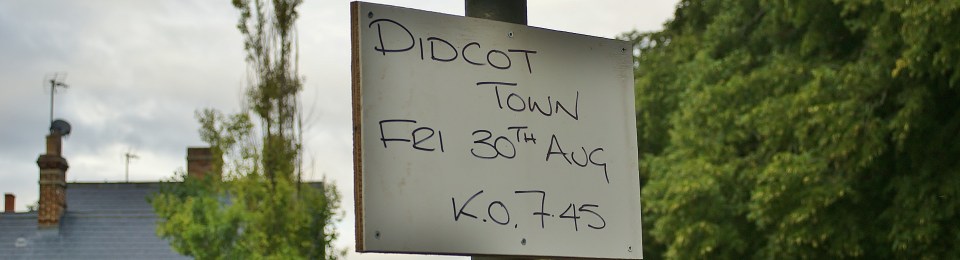 DIDCOT
TOWN
FRI 30TH AUG
K.O. 7.45